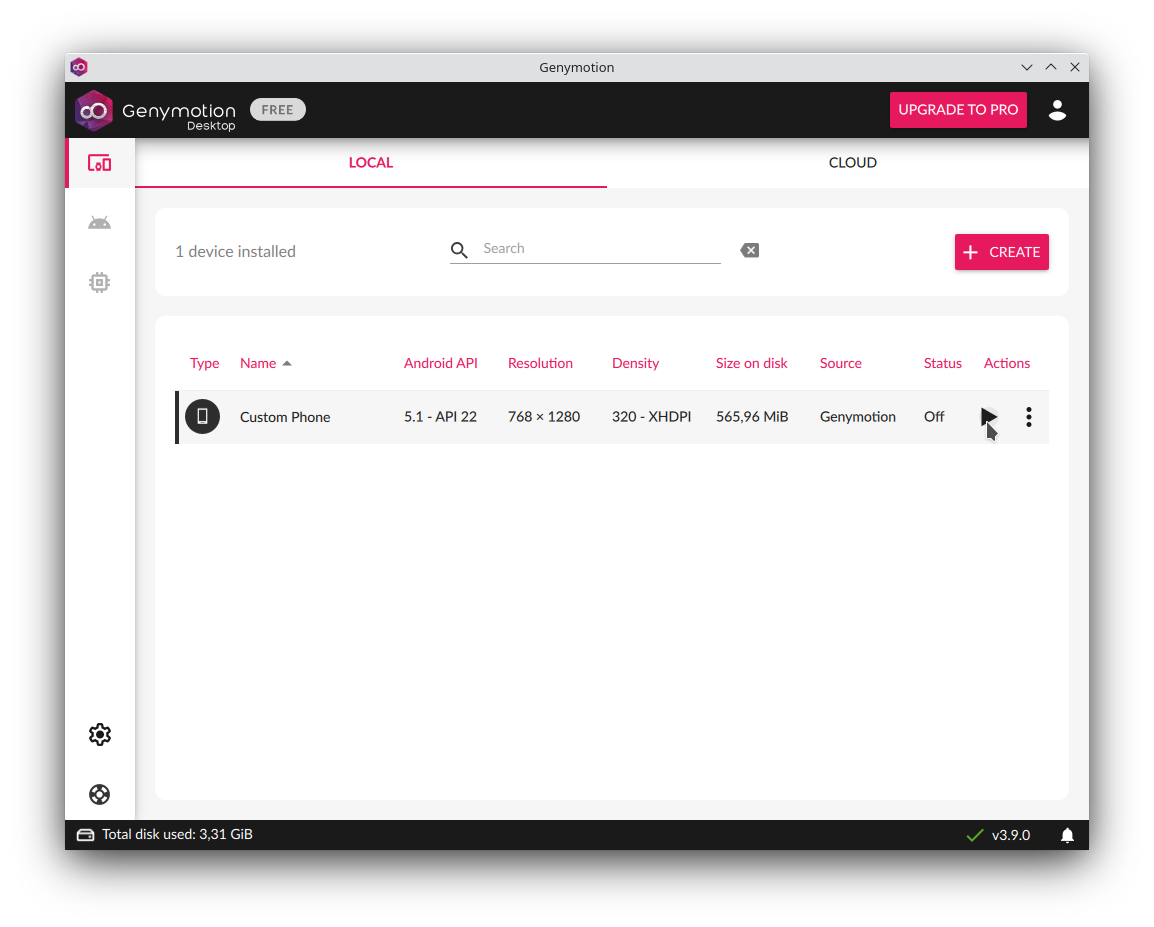 Genymotion
Genymotion Desktop FREE
UPGRADE TO PRO
LOCAL CLOUD
1 device installed Search CREATE
Type Name Android API Resolution Density Size on disk Source Status Actions
Custom Phone 5.1 - API 22 768 × 1280 320 - XHDPI 565,96 MiB Genymotion Off
Total disk used: 3,31 GiB v3.9.0